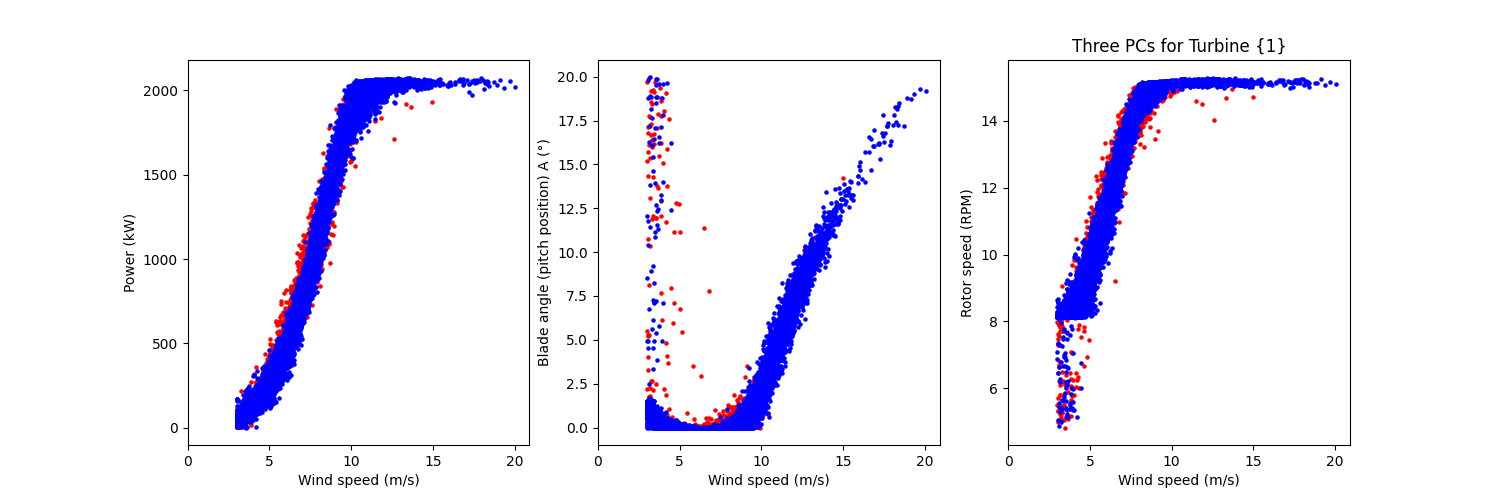 Three PCs for Turbine {1}
Power (kW)
2000
1500
1000
500
0
0 5 10 15 20
Wind speed (m/s)
Blade angle (pitch position) A (°)
20.0
17.5
15.0
12.5
10.0
7.5
5.0
2.5
0.0
0 5 10 15 20
Wind speed (m/s)
Rotor speed (RPM)
14
12
10
8
6
0 5 10 15 20
Wind speed (m/s)